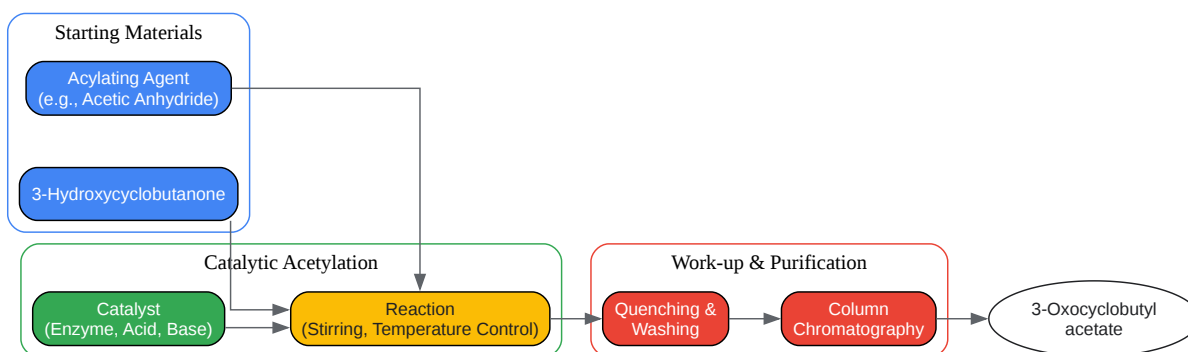 Starting Materials
Acylating Agent
(e.g., Acetic Anhydride)
3-Hydroxycyclobutanone
Catalytic Acetylation
Catalyst
(Enzyme, Acid, Base)
Reaction
(Stirring, Temperature Control)
Work-up & Purification
Quenching &
Washing
Column
Chromatography
3-Oxocyclobutyl
acetate